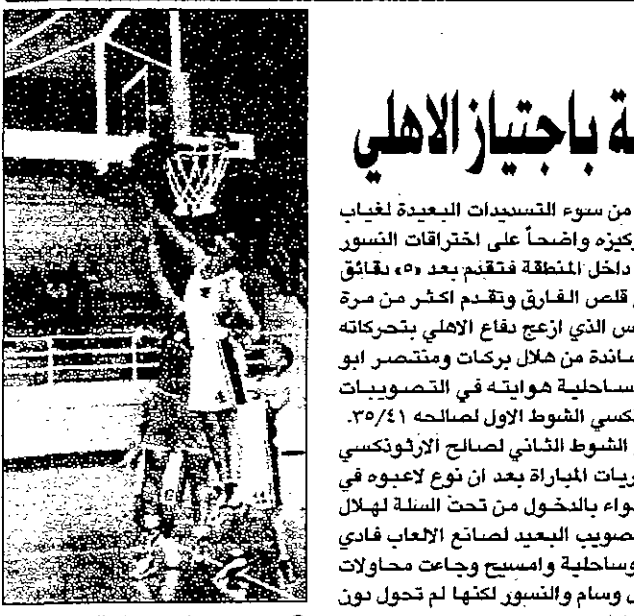 ة باجتياز الاهلي
من سوء التسديدات البعيدة لغياب
ركيزه واضحاً على اختراقات النسور
داخل المنطقة فتقدم بعد «٥» دقائق
قلص الفارق وتقدم اكثر من مرة
س الذي ازعج دفاع الاهلي بتحركاته
ساندة من هلال بركات ومنتصر ابو
ساحلية هوايته في التصويبات
كسي الشوط الاول لصالحه ٣٥/٤١.
الشوط الثاني لصالح الارثوذكسي
ريات المباراة بعد ان نوع لاعبوه في
واء بالدخول من تحت السلة لهلال
صويب البعيد لصانع الالعاب فادي
وساحلية وامسيح وجاءت محاولات
وسام والنسور لكنها لم تحول دون